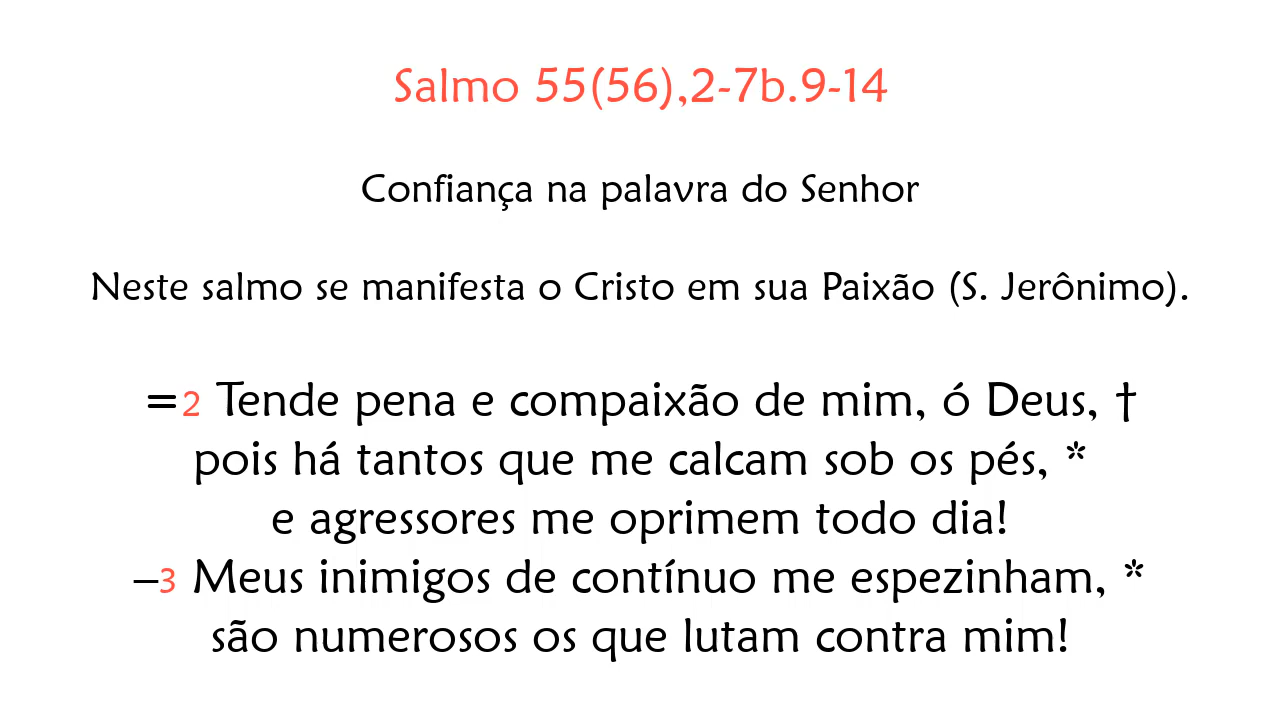 Salmo 55(56),2-7b.9-14
Confiança na palavra do Senhor
Neste salmo se manifesta o Cristo em sua Paixão (S. Jerônimo).
=2 Tende pena e compaixão de mim, ó Deus, †
pois há tantos que me calcam sob os pés, *
e agressores me oprimem todo dia!
–3 Meus inimigos de contínuo me espezinham, *
são numerosos os que lutam contra mim!